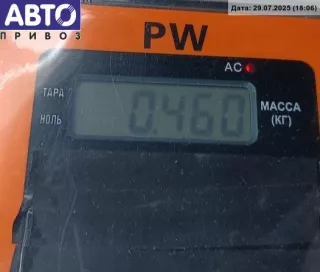 АВТО
ПРИВОЗ
Дата: 29.07.2025 (16:06)
PW
AC
ТАРА
НОЛЬ
0.460
МАССА
(КГ)